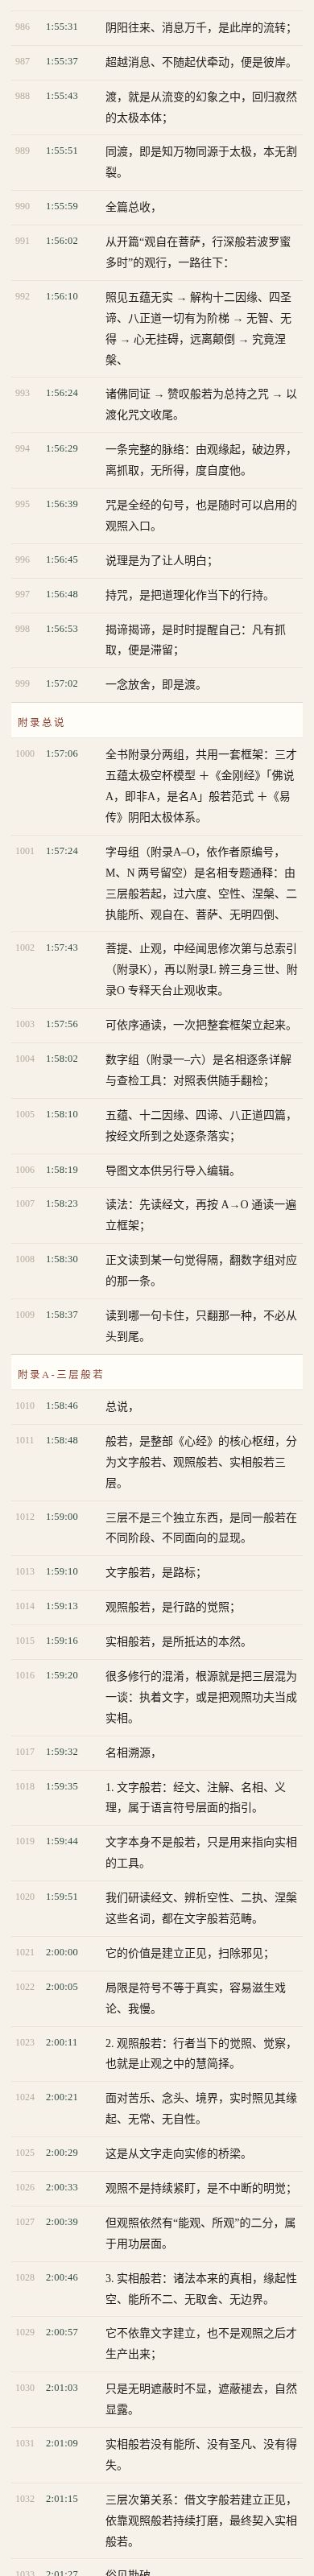 986 1:55:31 阴阳往来、消息万千，是此岸的流转；
987 1:55:37 超越消息、不随起伏牵动，便是彼岸。
988 1:55:43 渡，就是从流变的幻象之中，回归寂然
的太极本体；
989 1:55:51 同渡，即是知万物同源于太极，本无割
裂。
990 1:55:59 全篇总收，
991 1:56:02 从开篇“观自在菩萨，行深般若波罗蜜
多时”的观行，一路往下：
992 1:56:10 照见五蕴无实 → 解构十二因缘、四圣
谛、八正道一切有为阶梯 → 无智、无
得 → 心无挂碍，远离颠倒 → 究竟涅
槃、
993 1:56:24 诸佛同证 → 赞叹般若为总持之咒 → 以
渡化咒文收尾。
994 1:56:29 一条完整的脉络：由观缘起，破边界，
离抓取，无所得，度自度他。
995 1:56:39 咒是全经的句号，也是随时可以启用的
观照入口。
996 1:56:45 说理是为了让人明白；
997 1:56:48 持咒，是把道理化作当下的行持。
998 1:56:53 揭谛揭谛，是时时提醒自己：凡有抓
取，便是滞留；
999 1:57:02 一念放舍，即是渡。
附录总说
1000 1:57:06 全书附录分两组，共用一套框架：三才
五蕴太极空杯模型 ＋《金刚经》「佛说
A，即非A，是名A」般若范式 ＋《易
传》阴阳太极体系。
1001 1:57:24 字母组（附录A–O，依作者原编号，
M、N 两号留空）是名相专题通释：由
三层般若起，过六度、空性、涅槃、二
执能所、观自在、菩萨、无明四倒、
1002 1:57:43 菩提、止观，中经闻思修次第与总索引
（附录K），再以附录L 辨三身三世、附
录O 专释天台止观收束。
1003 1:57:56 可依序通读，一次把整套框架立起来。
1004 1:58:02 数字组（附录一–六）是名相逐条详解
与查检工具：对照表供随手翻检；
1005 1:58:10 五蕴、十二因缘、四谛、八正道四篇，
按经文所到之处逐条落实；
1006 1:58:19 导图文本供另行导入编辑。
1007 1:58:23 读法：先读经文，再按 A→O 通读一遍
立框架；
1008 1:58:30 正文读到某一句觉得隔，翻数字组对应
的那一条。
1009 1:58:37 读到哪一句卡住，只翻那一种，不必从
头到尾。
附录A-三层般若
1010 1:58:46 总说，
1011 1:58:48 般若，是整部《心经》的核心枢纽，分
为文字般若、观照般若、实相般若三
层。
1012 1:59:00 三层不是三个独立东西，是同一般若在
不同阶段、不同面向的显现。
1013 1:59:10 文字般若，是路标；
1014 1:59:13 观照般若，是行路的觉照；
1015 1:59:16 实相般若，是所抵达的本然。
1016 1:59:20 很多修行的混淆，根源就是把三层混为
一谈：执着文字，或是把观照功夫当成
实相。
1017 1:59:32 名相溯源，
1018 1:59:35 1. 文字般若：经文、注解、名相、义
理，属于语言符号层面的指引。
1019 1:59:44 文字本身不是般若，只是用来指向实相
的工具。
1020 1:59:51 我们研读经文、辨析空性、二执、涅槃
这些名词，都在文字般若范畴。
1021 2:00:00 它的价值是建立正见，扫除邪见；
1022 2:00:05 局限是符号不等于真实，容易滋生戏
论、我慢。
1023 2:00:11 2. 观照般若：行者当下的觉照、觉察，
也就是止观之中的慧简择。
1024 2:00:21 面对苦乐、念头、境界，实时照见其缘
起、无常、无自性。
1025 2:00:29 这是从文字走向实修的桥梁。
1026 2:00:33 观照不是持续紧盯，是不中断的明觉；
1027 2:00:39 但观照依然有“能观、所观”的二分，属
于用功层面。
1028 2:00:46 3. 实相般若：诸法本来的真相，缘起性
空、能所不二、无取舍、无边界。
1029 2:00:57 它不依靠文字建立，也不是观照之后才
生产出来；
1030 2:01:03 只是无明遮蔽时不显，遮蔽褪去，自然
显露。
1031 2:01:09 实相般若没有能所、没有圣凡、没有得
失。
1032 2:01:15 三层次第关系：借文字般若建立正见，
依靠观照般若持续打磨，最终契入实相
般若。
1033 2:01:27 俗见勘破